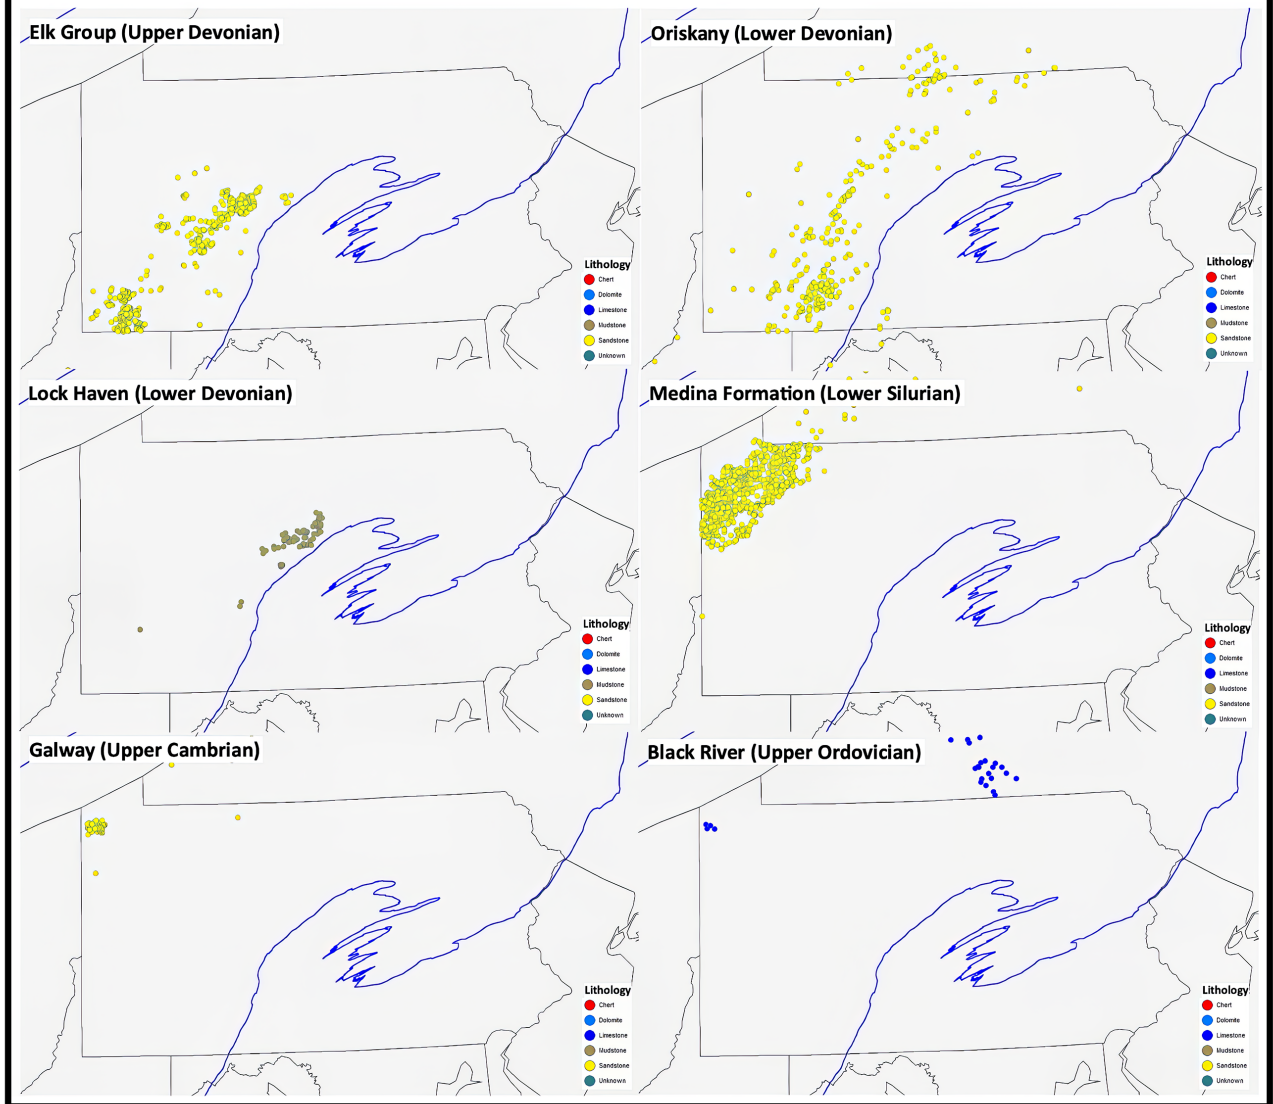 Elk Group (Upper Devonian)
Lithology
Chert
Dolomite
Limestone
Mudstone
Sandstone
Unknown
Oriskany (Lower Devonian)
Lithology
Chert
Dolomite
Limestone
Mudstone
Sandstone
Unknown
Lock Haven (Lower Devonian)
Lithology
Chert
Dolomite
Limestone
Mudstone
Sandstone
Unknown
Medina Formation (Lower Silurian)
Lithology
Chert
Dolomite
Limestone
Mudstone
Sandstone
Unknown
Galway (Upper Cambrian)
Lithology
Chert
Dolomite
Limestone
Mudstone
Sandstone
Unknown
Black River (Upper Ordovician)
Lithology
Chert
Dolomite
Limestone
Mudstone
Sandstone
Unknown